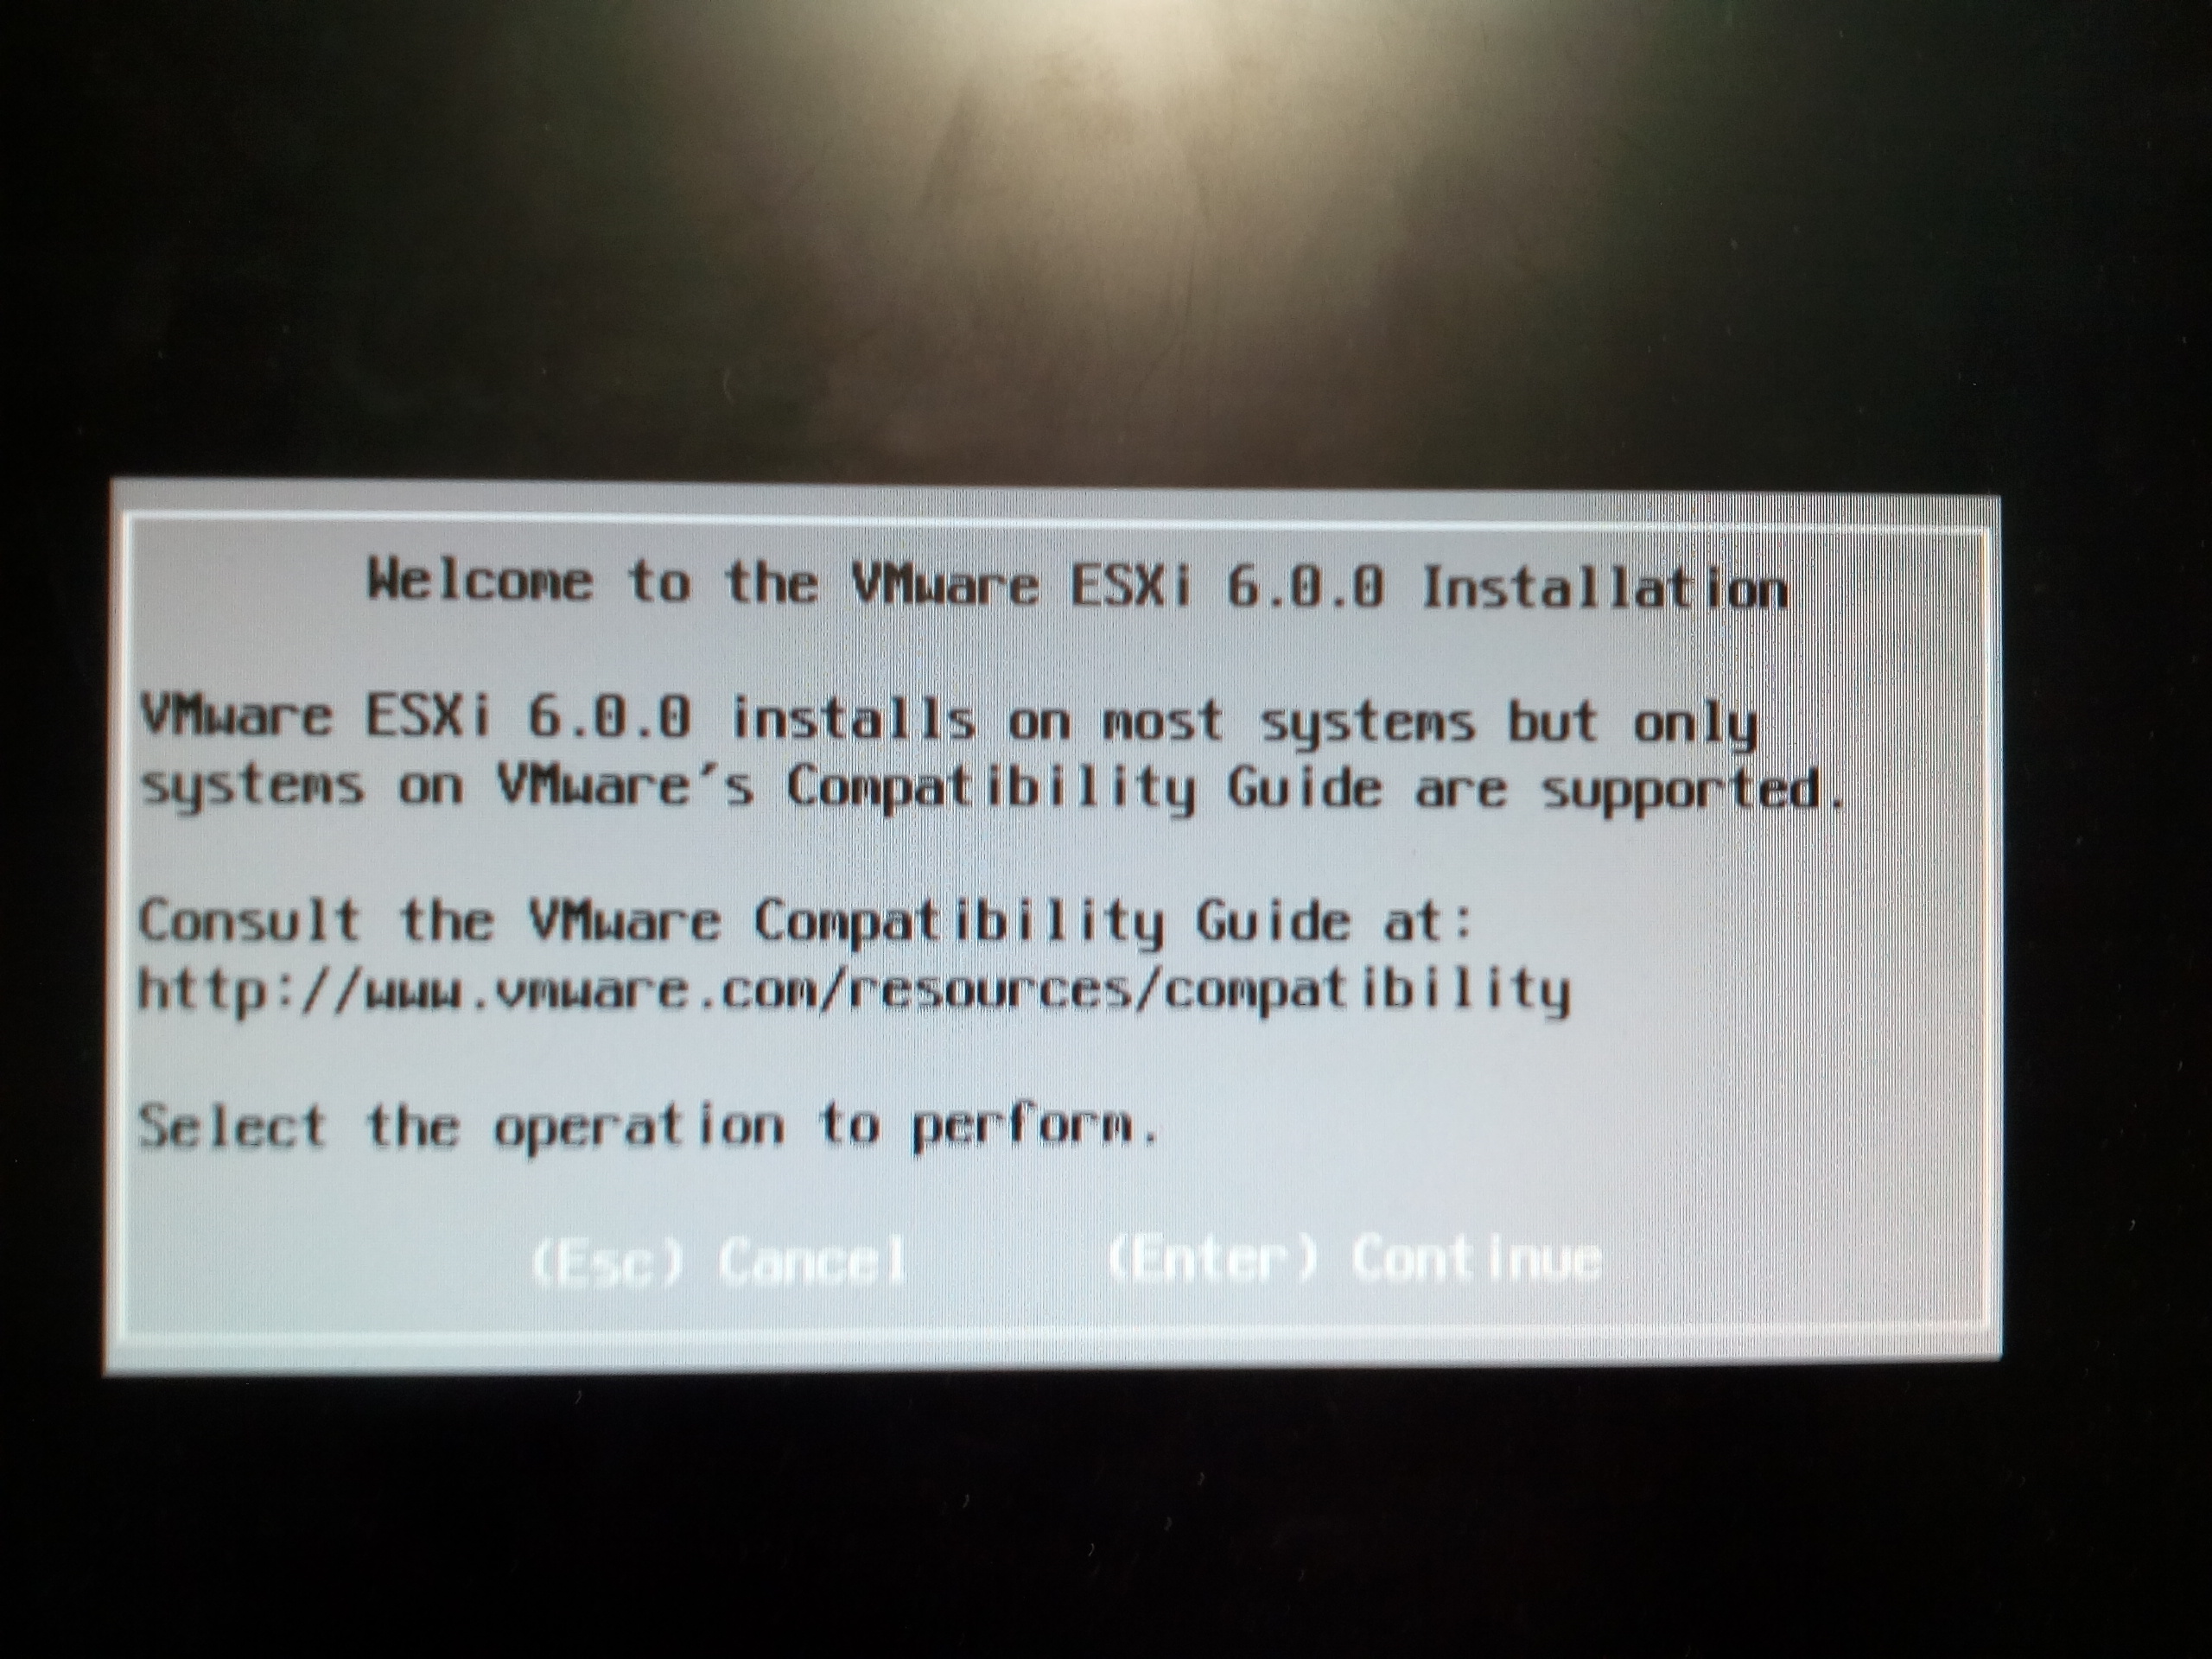 Welcome to the VMware ESXi 6.0.0 Installation
VMware ESXi 6.0.0 installs on most systems but only
systems on VMware's Compatibility Guide are supported.
Consult the VMware Compatibility Guide at:
http://www.vmware.com/resources/compatibility
Select the operation to perform.
(Esc) Cancel (Enter) Continue